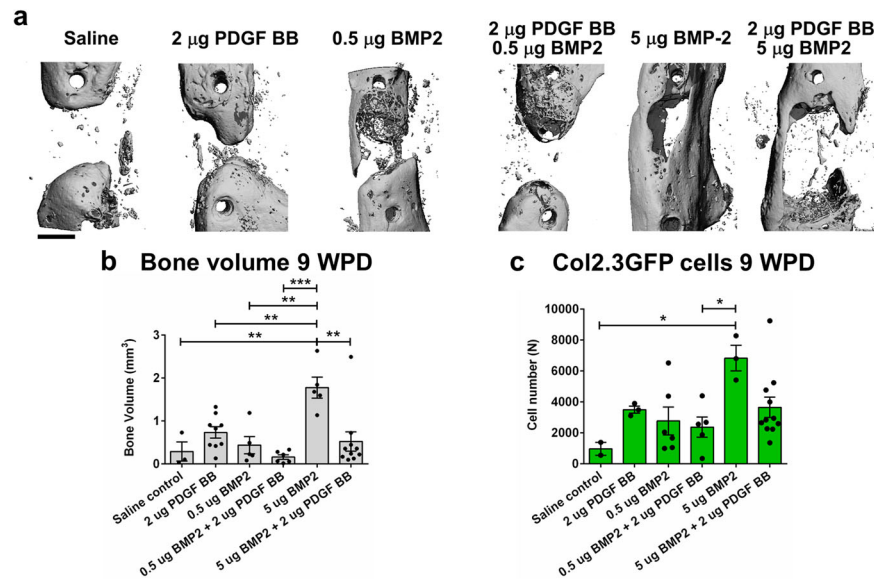 a
Saline
2 μg PDGF BB
0.5 μg BMP2
2 μg PDGF BB
0.5 μg BMP2
5 μg BMP-2
2 μg PDGF BB
5 μg BMP2
b Bone volume 9 WPD
***
**
**
**
**
Bone Volume (mm³)
3
2
1
0
Saline control
2 ug PDGF BB
0.5 ug BMP2
0.5 ug BMP2 + 2 ug PDGF BB
5 ug BMP2
5 ug BMP2 + 2 ug PDGF BB
c Col2.3GFP cells 9 WPD
*
*
Cell number (N)
10000
8000
6000
4000
2000
0
Saline control
2 ug PDGF BB
0.5 ug BMP2
0.5 ug BMP2 + 2 ug PDGF BB
5 ug BMP2
5 ug BMP2 + 2 ug PDGF BB